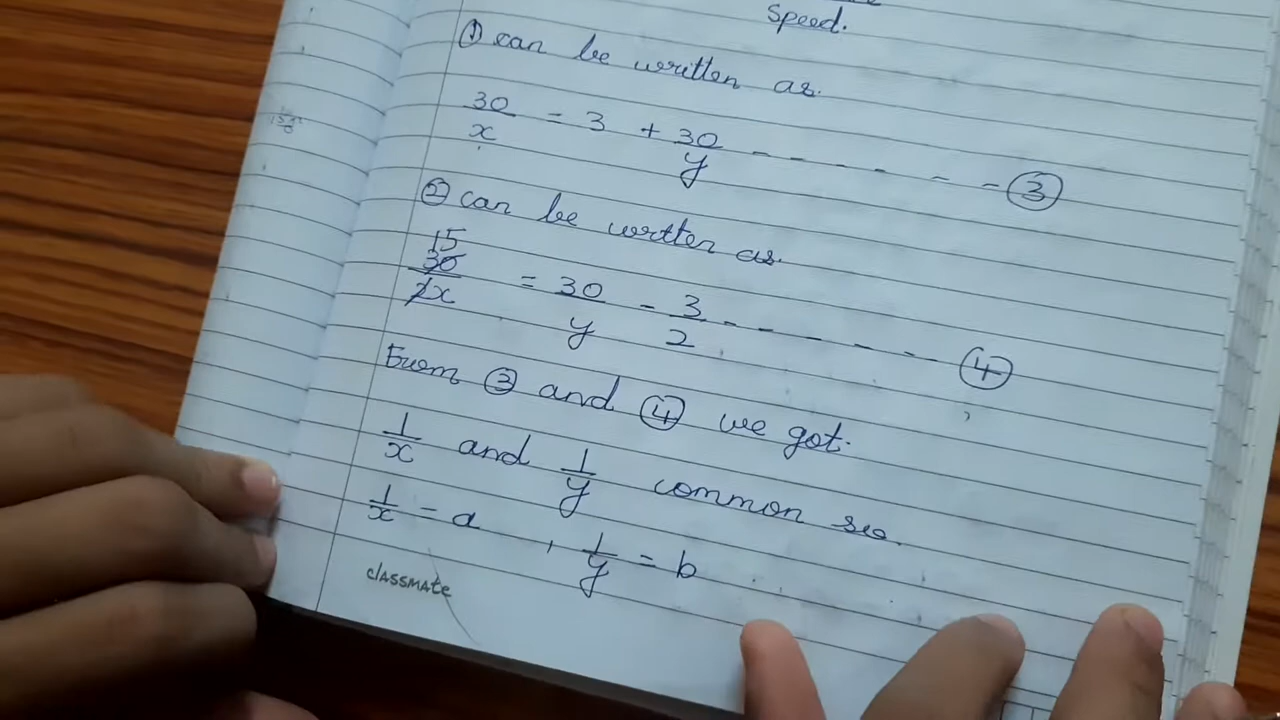 Speed.
① can be written as.
30/x = 3 + 30/y - - - - - - ③
② can be wrtten as.
15
30/2x = 30/y - 3/2 - - - - - - ④
From ③ and ④ we got.
1/x and 1/y common so.
1/x = a , 1/y = b
classmate